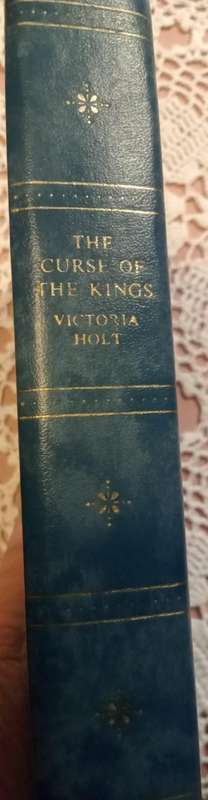 THE
CURSE OF
THE KINGS
VICTORIA
HOLT